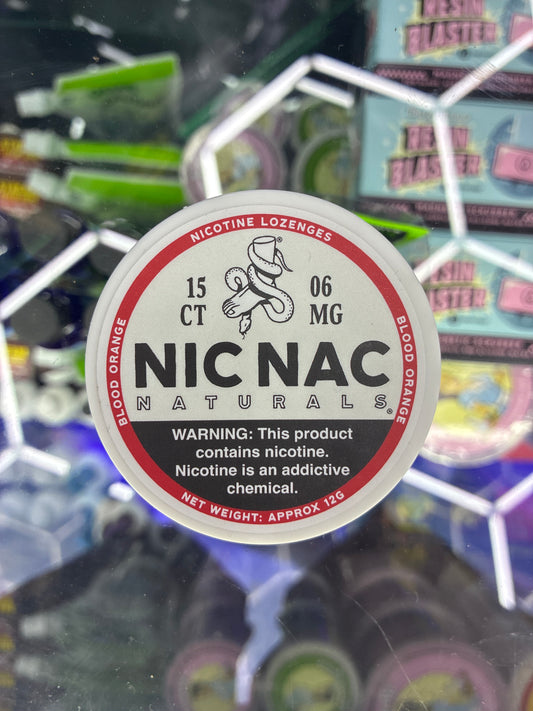 NICOTINE LOZENGES
15
CT
06
MG
BLOOD ORANGE
BLOOD ORANGE
NIC NAC
NATURALS®
WARNING: This product
contains nicotine.
Nicotine is an addictive
chemical.
NET WEIGHT: APPROX 12G
RESIN
BLASTER
RESIN
BLASTER
RESIN
BLASTER